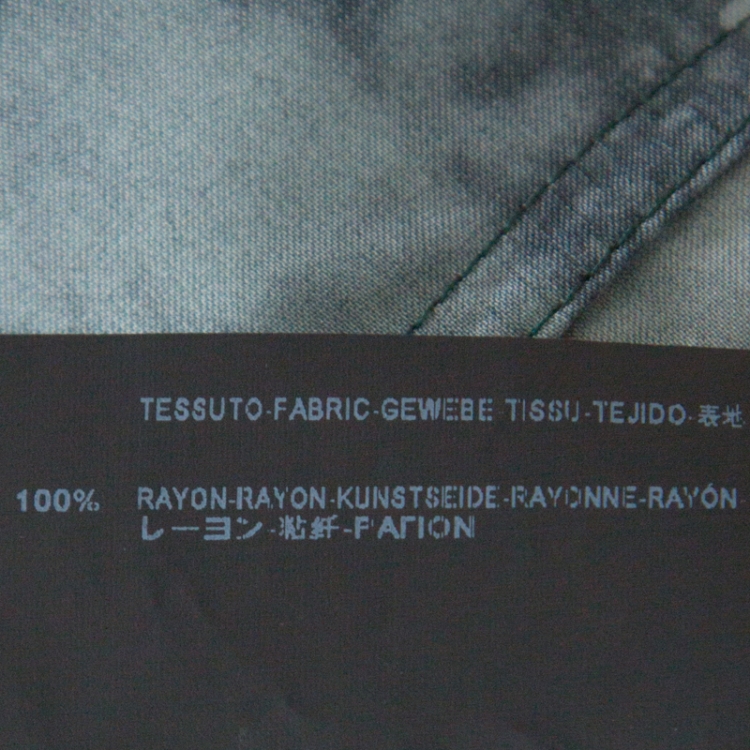 TESSUTO-FABRIC-GEWEBE-TISSU-TEJIDO-表地
100% RAYON-RAYON-KUNSTSEIDE-RAYONNE-RAYÓN
レーヨン-粘纤-РАГІОN